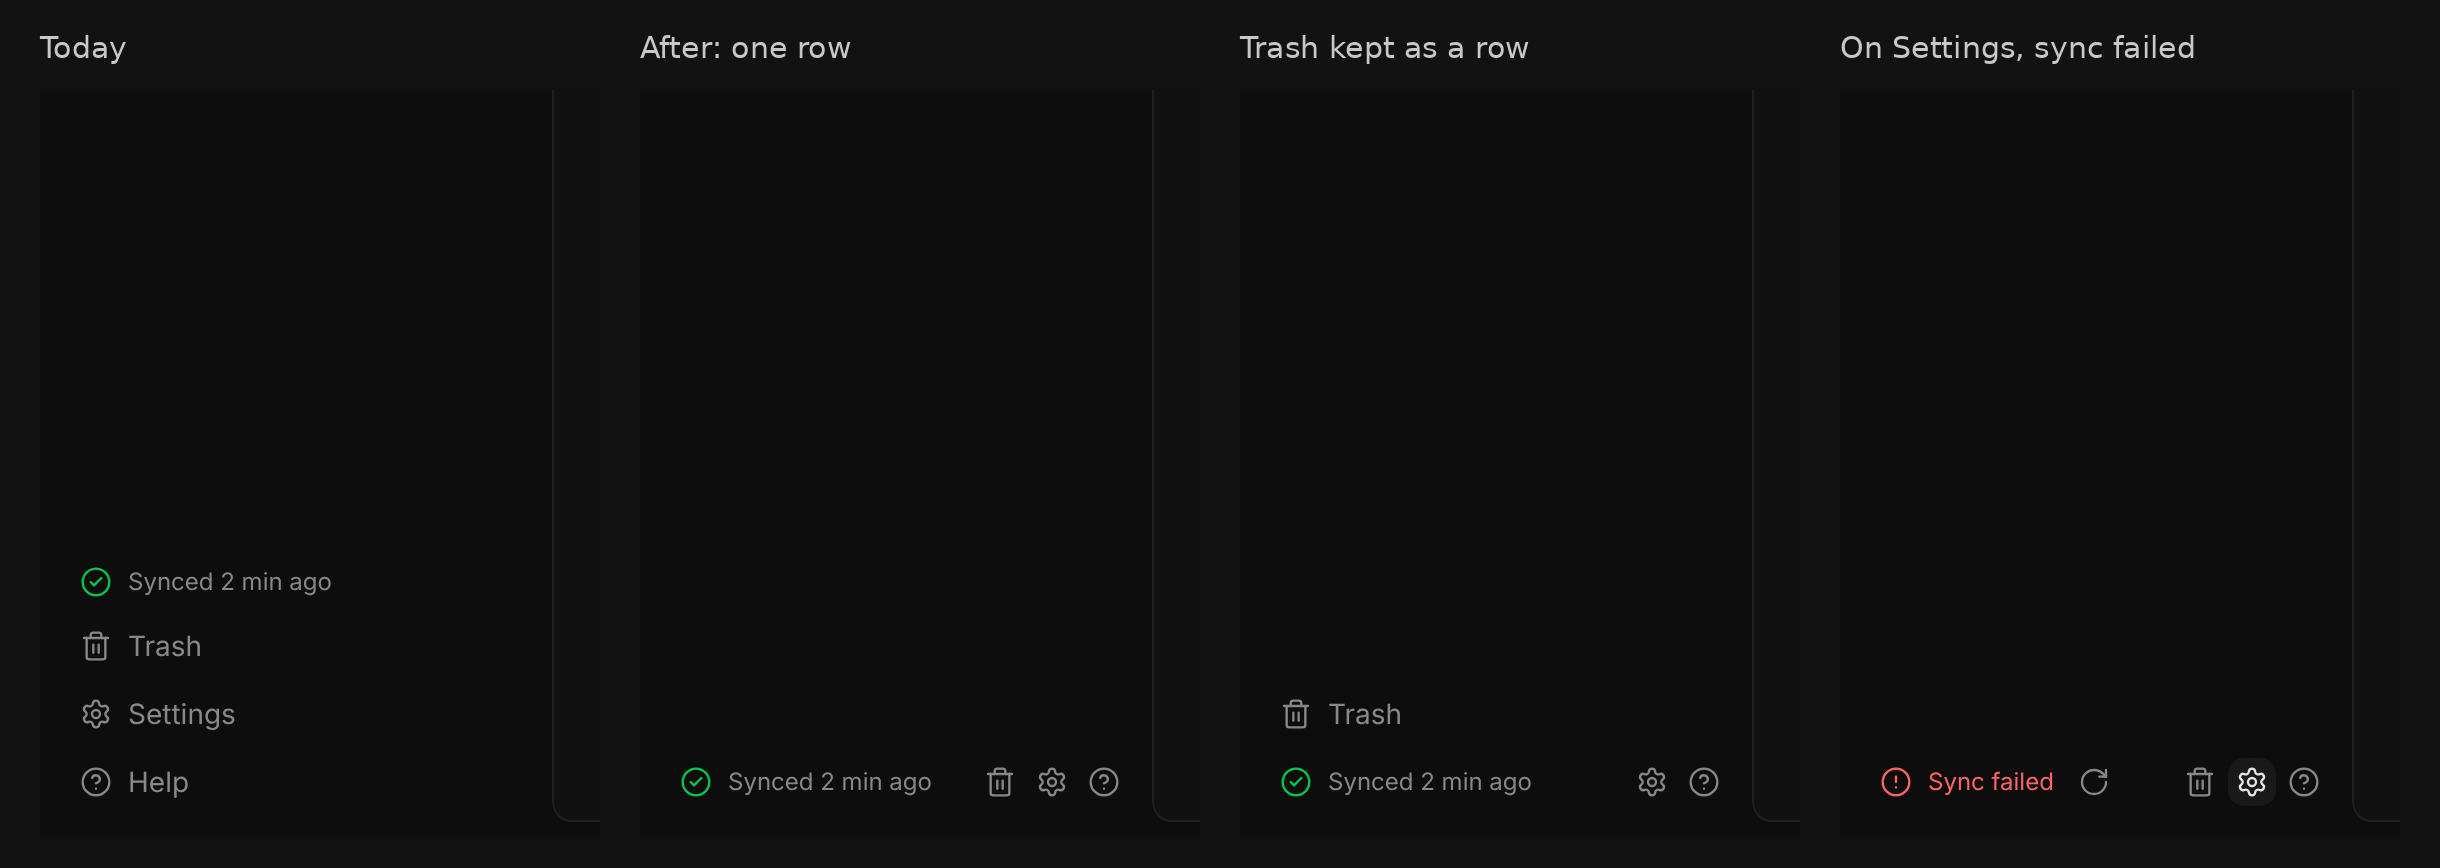 Today
Synced 2 min ago
Trash
Settings
Help
After: one row
Synced 2 min ago
Trash kept as a row
Trash
Synced 2 min ago
On Settings, sync failed
Sync failed